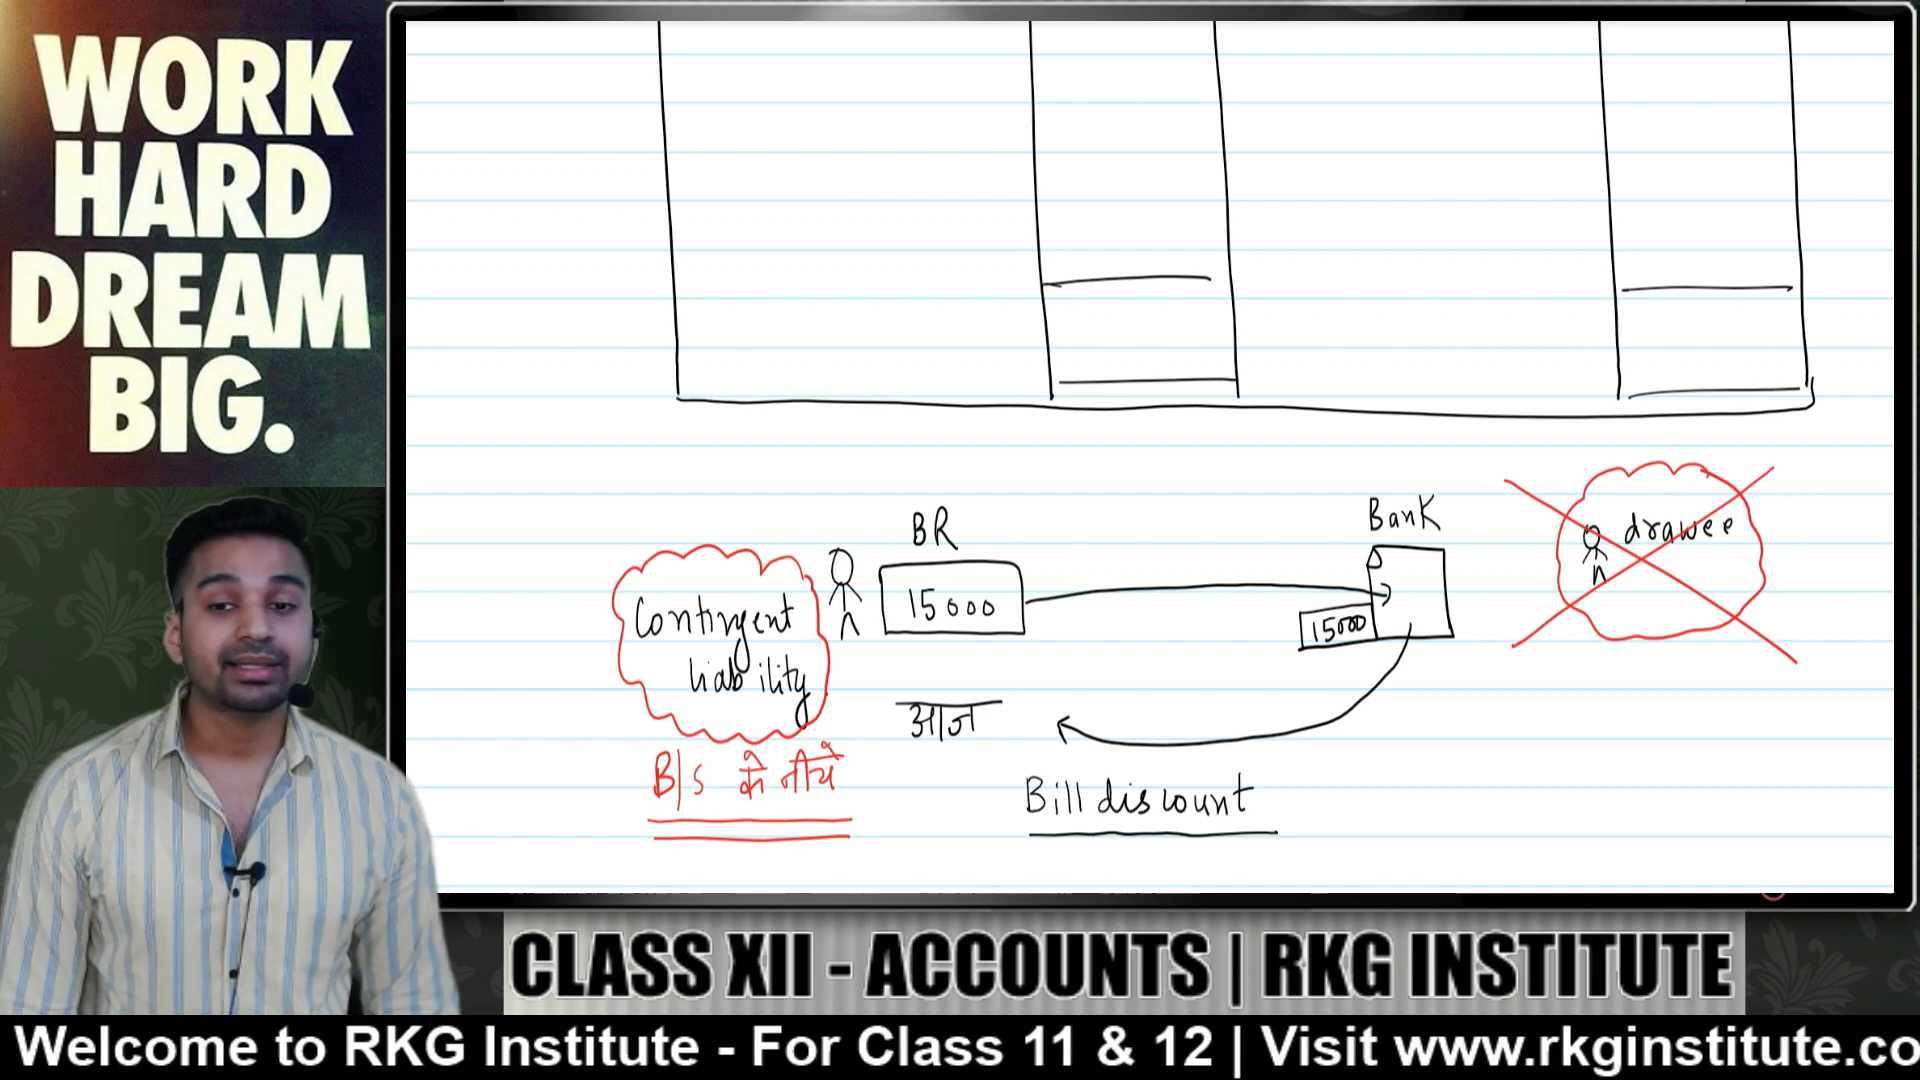 WORK
HARD
DREAM
BIG.
BR
Bank
drawee
15000
15000
Contingent
liability
आज
B/S के नीचे
Bill discount
CLASS XII - ACCOUNTS | RKG INSTITUTE
Welcome to RKG Institute - For Class 11 & 12 | Visit www.rkginstitute.co